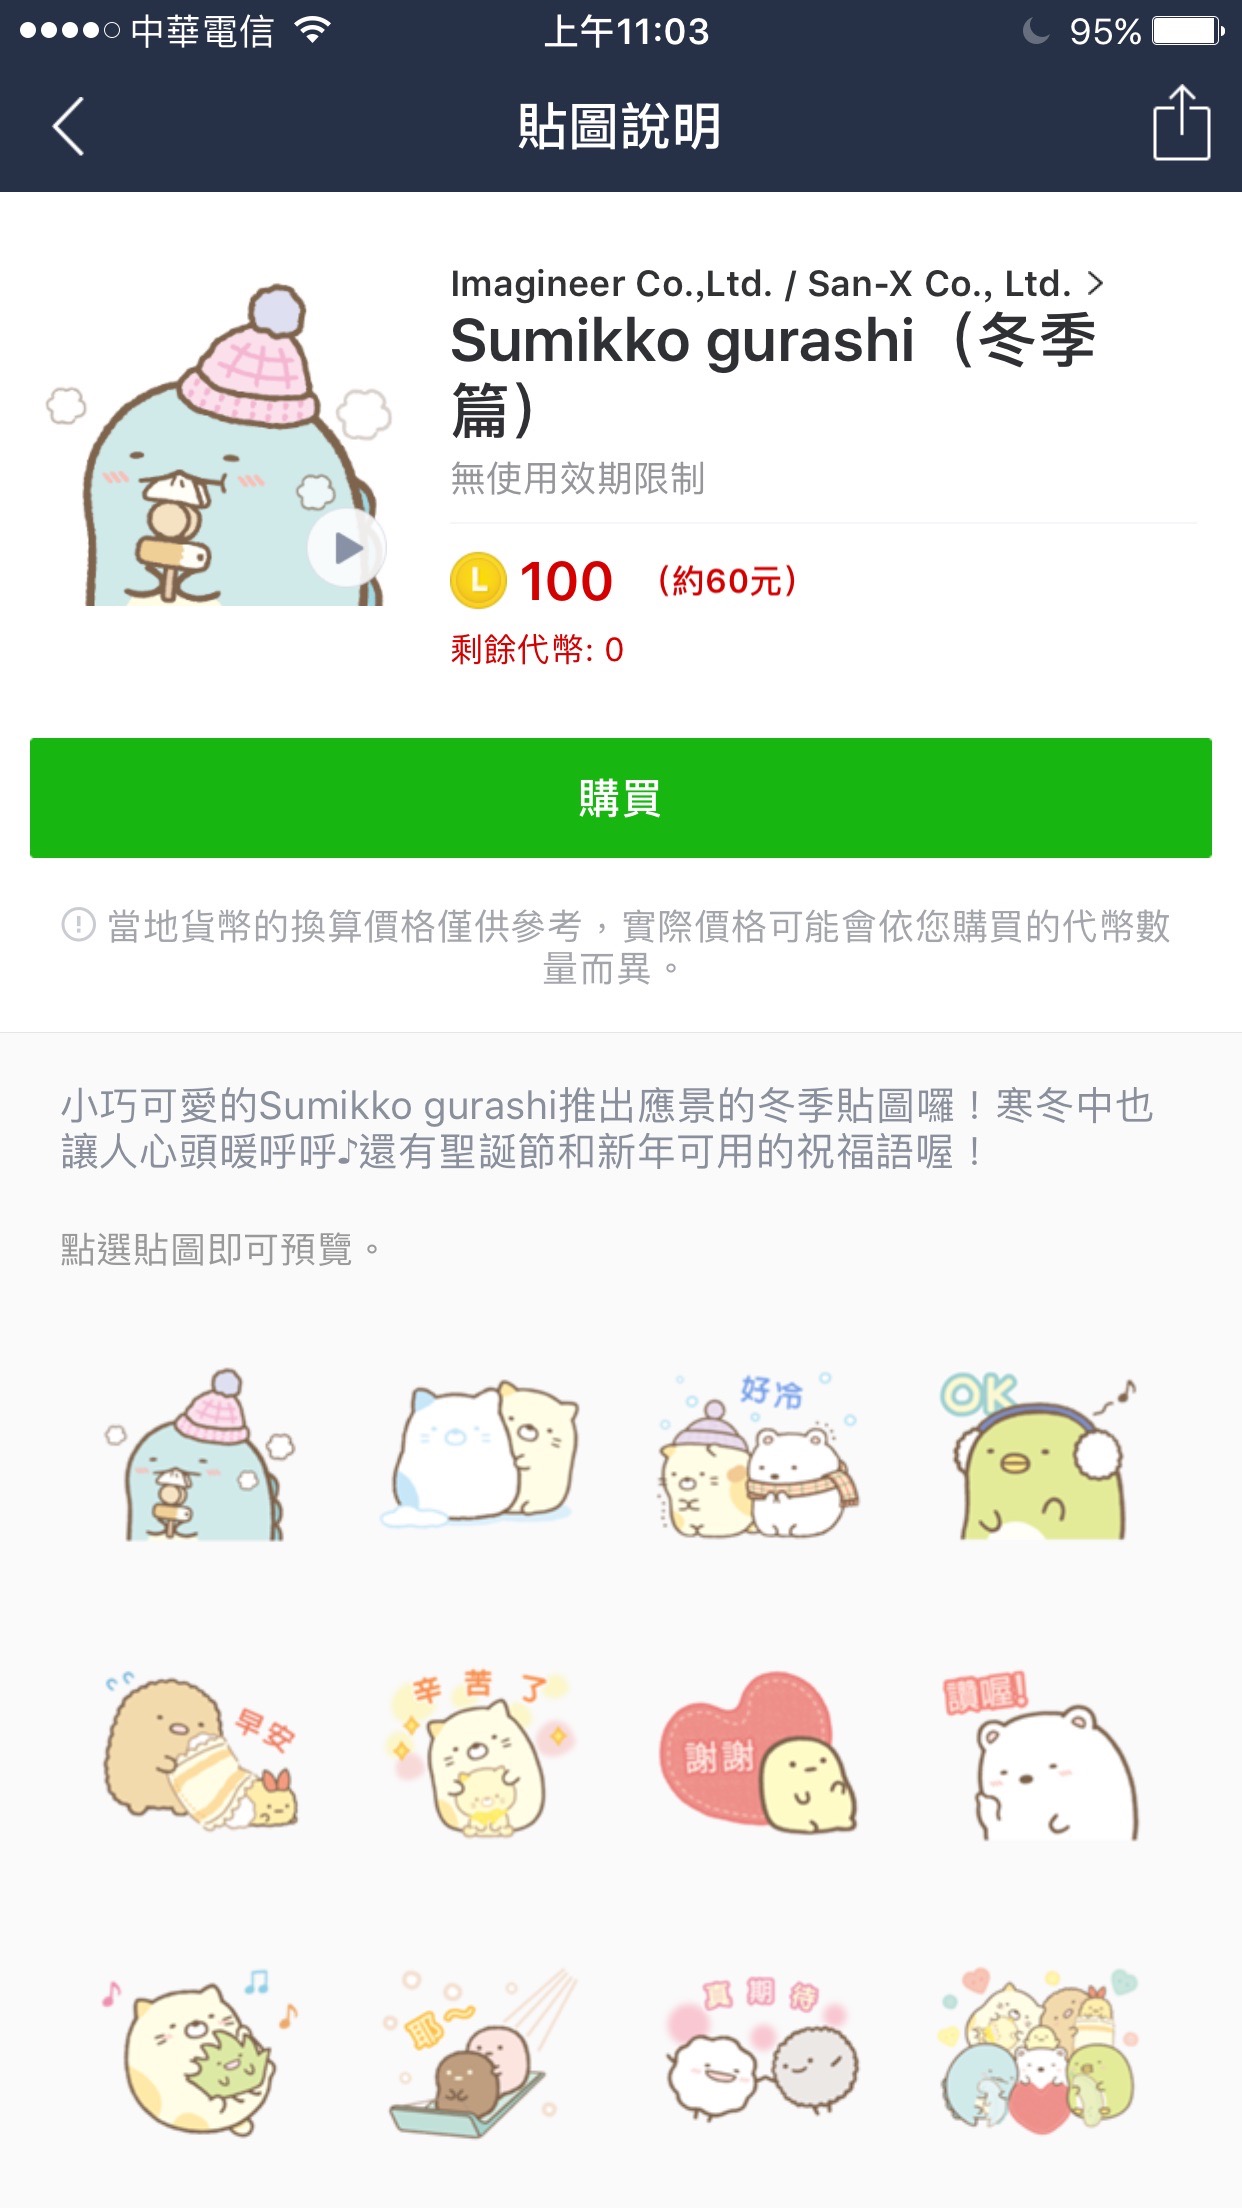 中華電信
上午11:03
95%
貼圖說明
Imagineer Co.,Ltd. / San-X Co., Ltd. >
Sumikko gurashi（冬季
篇）
無使用效期限制
L 100 （約60元）
剩餘代幣: 0
購買
當地貨幣的換算價格僅供參考，實際價格可能會依您購買的代幣數
量而異。
小巧可愛的Sumikko gurashi推出應景的冬季貼圖囉！寒冬中也
讓人心頭暖呼呼♪還有聖誕節和新年可用的祝福語喔！
點選貼圖即可預覽。
好冷
OK
早安
辛苦了
謝謝
讚喔!
耶～
真期待